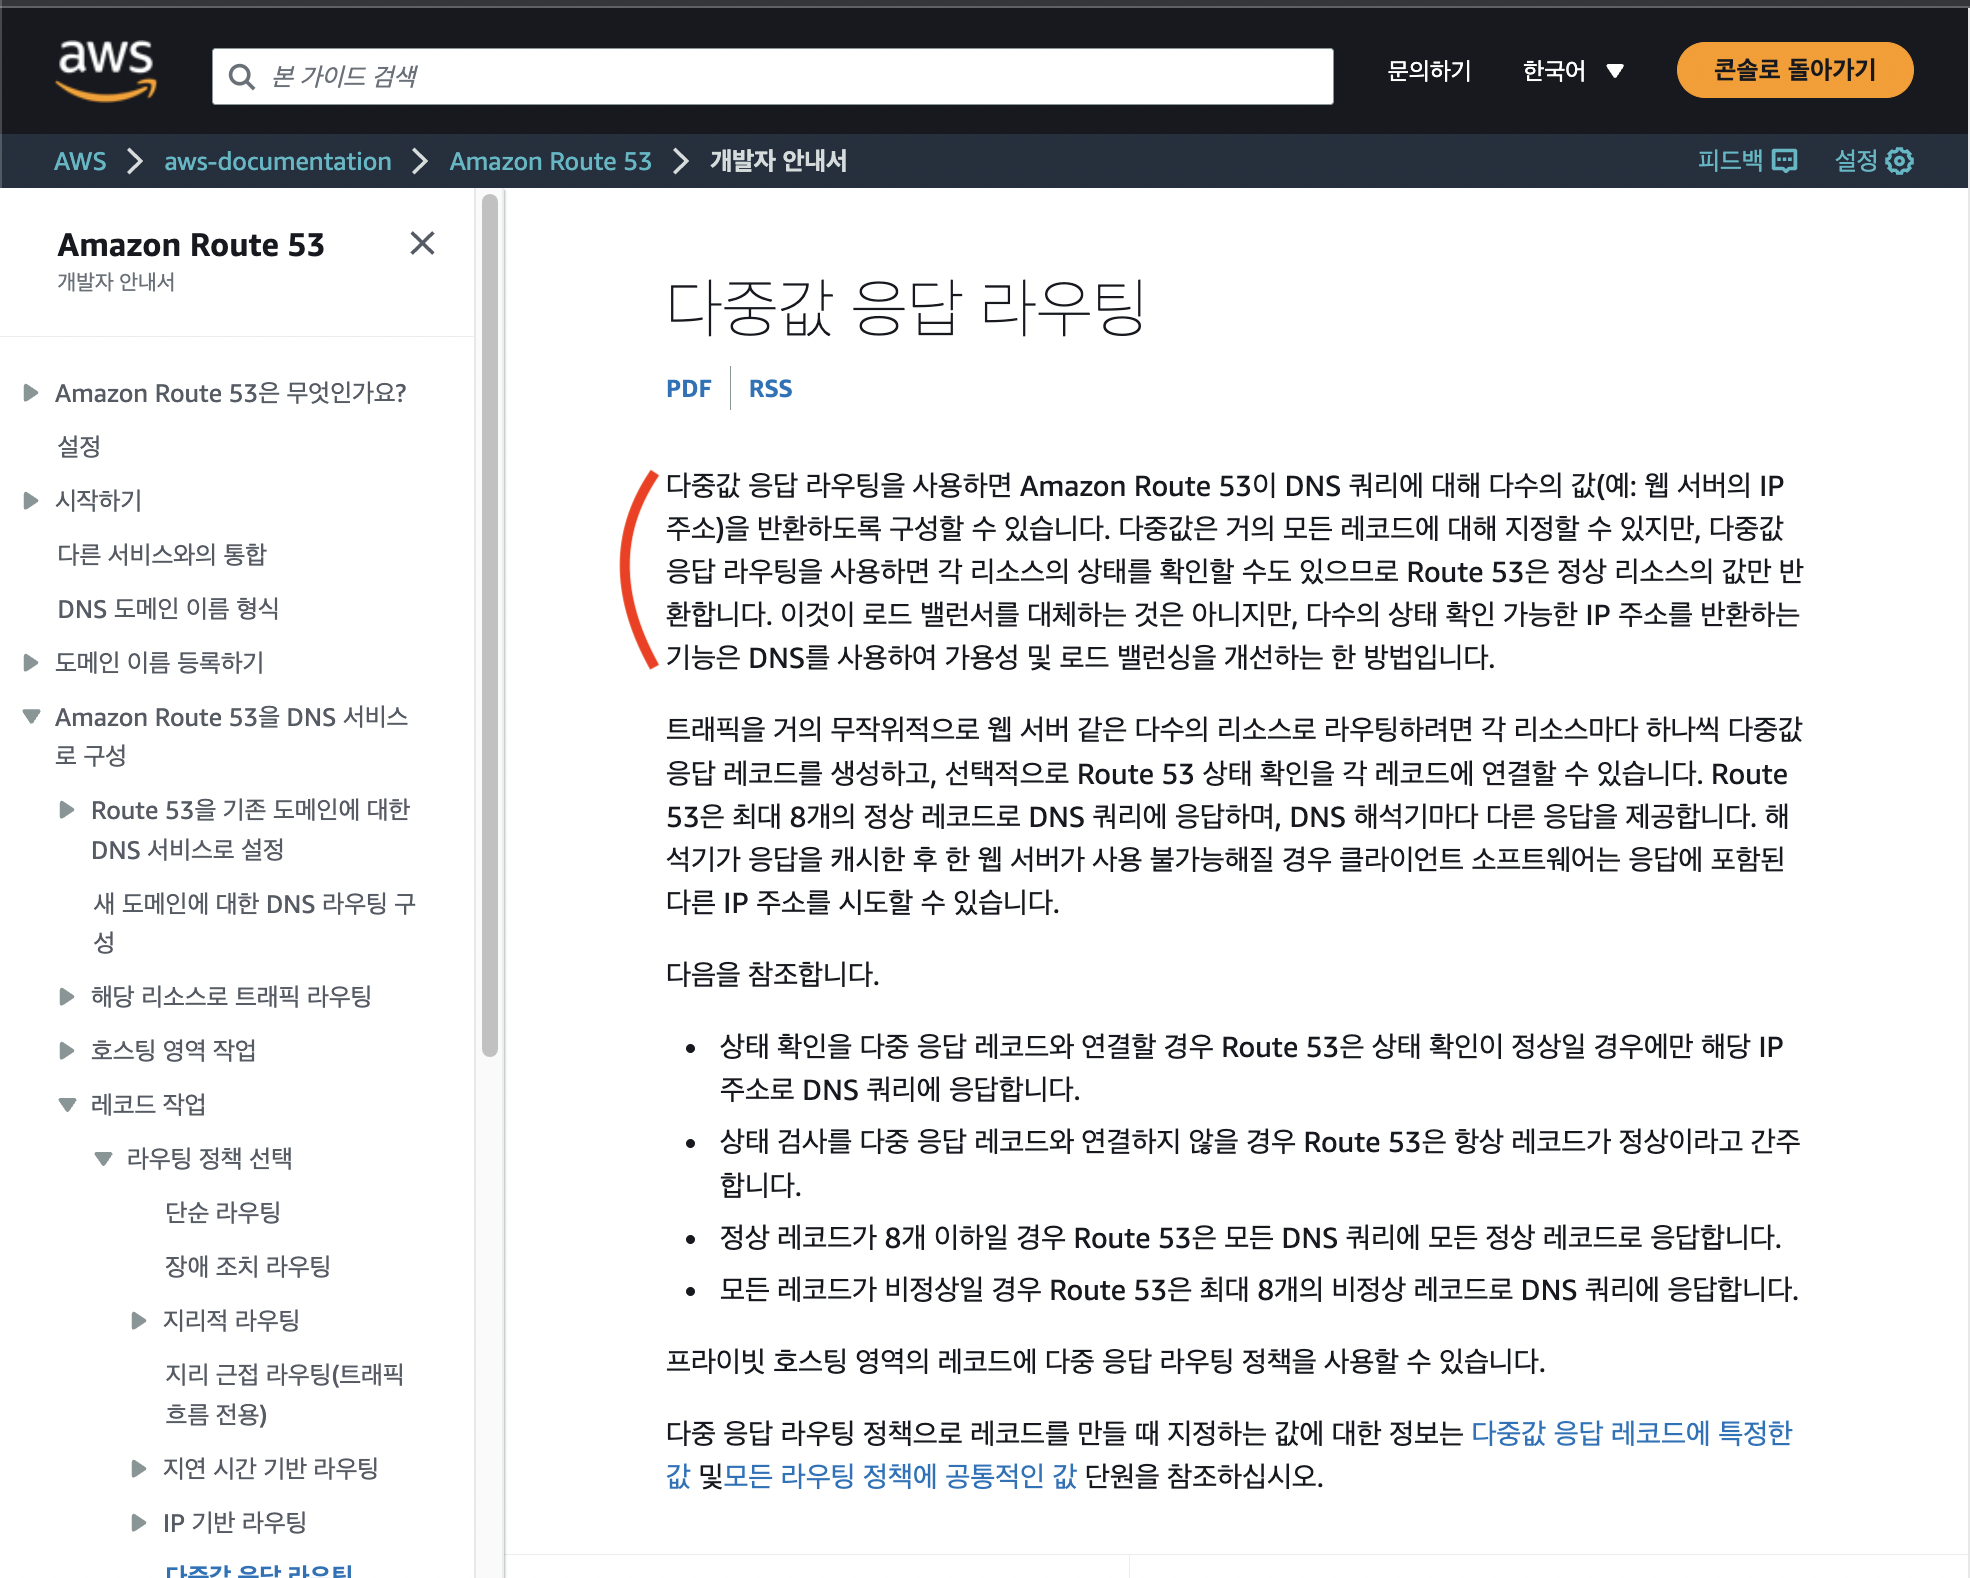 aws
본 가이드 검색
문의하기
한국어
콘솔로 돌아가기
AWS
aws-documentation
Amazon Route 53
개발자 안내서
피드백
설정
Amazon Route 53
개발자 안내서
Amazon Route 53은 무엇인가요?
설정
시작하기
다른 서비스와의 통합
DNS 도메인 이름 형식
도메인 이름 등록하기
Amazon Route 53을 DNS 서비스
로 구성
Route 53을 기존 도메인에 대한
DNS 서비스로 설정
새 도메인에 대한 DNS 라우팅 구
성
해당 리소스로 트래픽 라우팅
호스팅 영역 작업
레코드 작업
라우팅 정책 선택
단순 라우팅
장애 조치 라우팅
지리적 라우팅
지리 근접 라우팅(트래픽
흐름 전용)
지연 시간 기반 라우팅
IP 기반 라우팅
다중값 응답 라우팅
다중값 응답 라우팅
PDF
RSS
다중값 응답 라우팅을 사용하면 Amazon Route 53이 DNS 쿼리에 대해 다수의 값(예: 웹 서버의 IP
주소)을 반환하도록 구성할 수 있습니다. 다중값은 거의 모든 레코드에 대해 지정할 수 있지만, 다중값
응답 라우팅을 사용하면 각 리소스의 상태를 확인할 수도 있으므로 Route 53은 정상 리소스의 값만 반
환합니다. 이것이 로드 밸런서를 대체하는 것은 아니지만, 다수의 상태 확인 가능한 IP 주소를 반환하는
기능은 DNS를 사용하여 가용성 및 로드 밸런싱을 개선하는 한 방법입니다.
트래픽을 거의 무작위적으로 웹 서버 같은 다수의 리소스로 라우팅하려면 각 리소스마다 하나씩 다중값
응답 레코드를 생성하고, 선택적으로 Route 53 상태 확인을 각 레코드에 연결할 수 있습니다. Route
53은 최대 8개의 정상 레코드로 DNS 쿼리에 응답하며, DNS 해석기마다 다른 응답을 제공합니다. 해
석기가 응답을 캐시한 후 한 웹 서버가 사용 불가능해질 경우 클라이언트 소프트웨어는 응답에 포함된
다른 IP 주소를 시도할 수 있습니다.
다음을 참조합니다.
• 상태 확인을 다중 응답 레코드와 연결할 경우 Route 53은 상태 확인이 정상일 경우에만 해당 IP
주소로 DNS 쿼리에 응답합니다.
• 상태 검사를 다중 응답 레코드와 연결하지 않을 경우 Route 53은 항상 레코드가 정상이라고 간주
합니다.
• 정상 레코드가 8개 이하일 경우 Route 53은 모든 DNS 쿼리에 모든 정상 레코드로 응답합니다.
• 모든 레코드가 비정상일 경우 Route 53은 최대 8개의 비정상 레코드로 DNS 쿼리에 응답합니다.
프라이빗 호스팅 영역의 레코드에 다중 응답 라우팅 정책을 사용할 수 있습니다.
다중 응답 라우팅 정책으로 레코드를 만들 때 지정하는 값에 대한 정보는 다중값 응답 레코드에 특정한
값 및모든 라우팅 정책에 공통적인 값 단원을 참조하십시오.